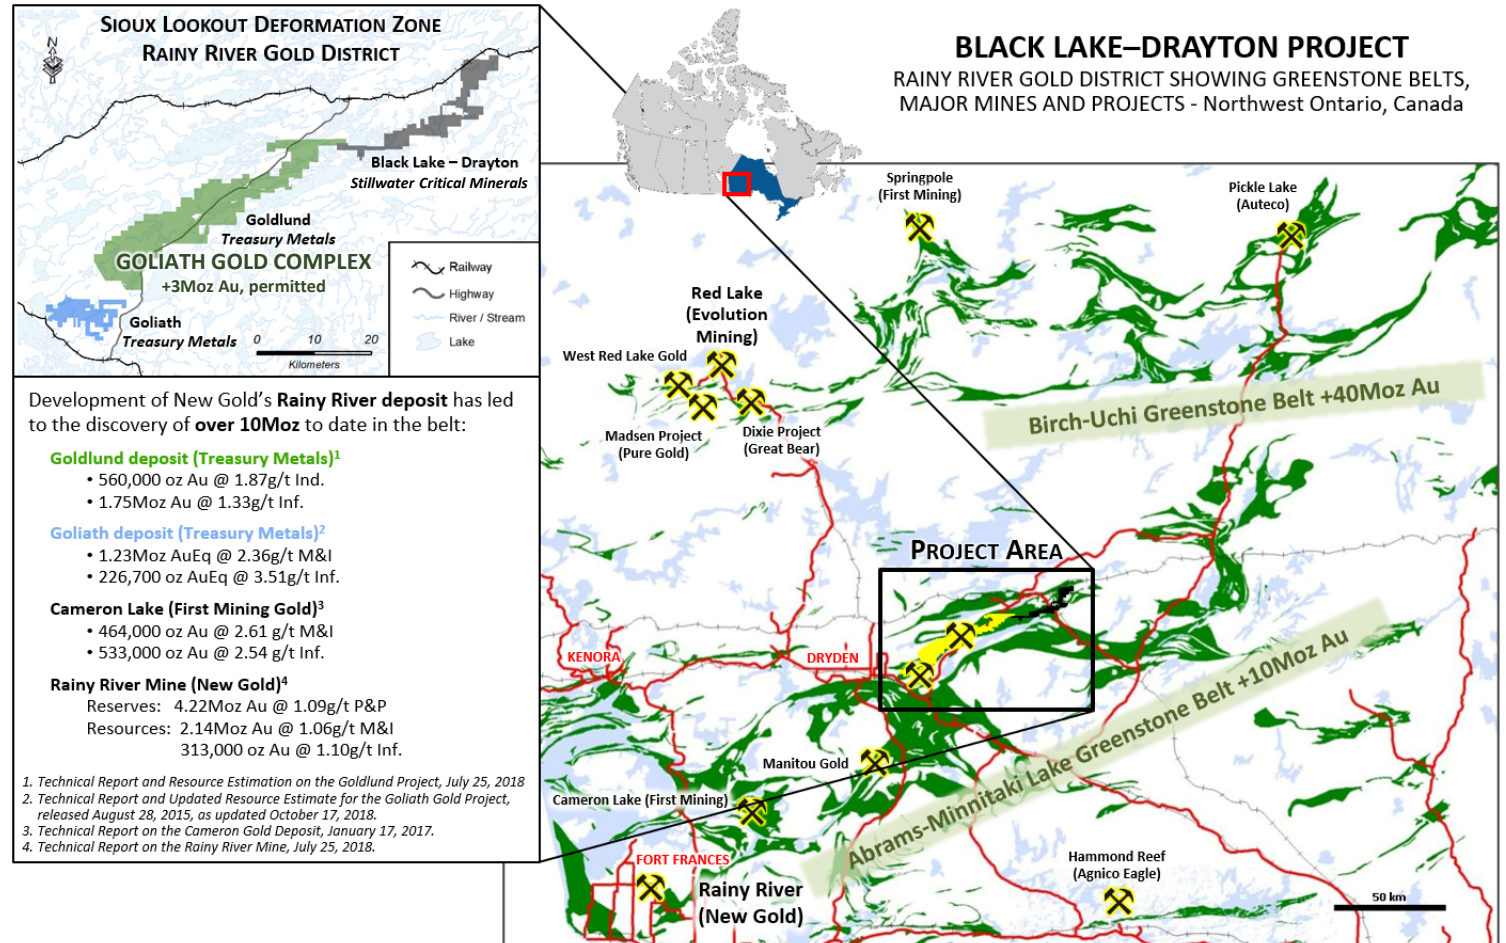 SIOUX LOOKOUT DEFORMATION ZONE
RAINY RIVER GOLD DISTRICT
N
Black Lake – Drayton
Stillwater Critical Minerals
Goldlund
Treasury Metals
GOLIATH GOLD COMPLEX
+3Moz Au, permitted
Goliath
Treasury Metals
0 10 20
Kilometers
Railway
Highway
River / Stream
Lake
Development of New Gold's Rainy River deposit has led
to the discovery of over 10Moz to date in the belt:
Goldlund deposit (Treasury Metals)1
• 560,000 oz Au @ 1.87g/t Ind.
• 1.75Moz Au @ 1.33g/t Inf.
Goliath deposit (Treasury Metals)2
• 1.23Moz AuEq @ 2.36g/t M&I
• 226,700 oz AuEq @ 3.51g/t Inf.
Cameron Lake (First Mining Gold)3
• 464,000 oz Au @ 2.61 g/t M&I
• 533,000 oz Au @ 2.54 g/t Inf.
Rainy River Mine (New Gold)4
Reserves: 4.22Moz Au @ 1.09g/t P&P
Resources: 2.14Moz Au @ 1.06g/t M&I
313,000 oz Au @ 1.10g/t Inf.
1. Technical Report and Resource Estimation on the Goldlund Project, July 25, 2018
2. Technical Report and Updated Resource Estimate for the Goliath Gold Project,
released August 28, 2015, as updated October 17, 2018.
3. Technical Report on the Cameron Gold Deposit, January 17, 2017.
4. Technical Report on the Rainy River Mine, July 25, 2018.
BLACK LAKE–DRAYTON PROJECT
RAINY RIVER GOLD DISTRICT SHOWING GREENSTONE BELTS,
MAJOR MINES AND PROJECTS - Northwest Ontario, Canada
Springpole
(First Mining)
Pickle Lake
(Auteco)
Red Lake
(Evolution
Mining)
West Red Lake Gold
Madsen Project
(Pure Gold)
Dixie Project
(Great Bear)
Birch-Uchi Greenstone Belt +40Moz Au
PROJECT AREA
KENORA
DRYDEN
Abrams-Minnitaki Lake Greenstone Belt +10Moz Au
Manitou Gold
Cameron Lake (First Mining)
FORT FRANCES
Rainy River
(New Gold)
Hammond Reef
(Agnico Eagle)
50 km